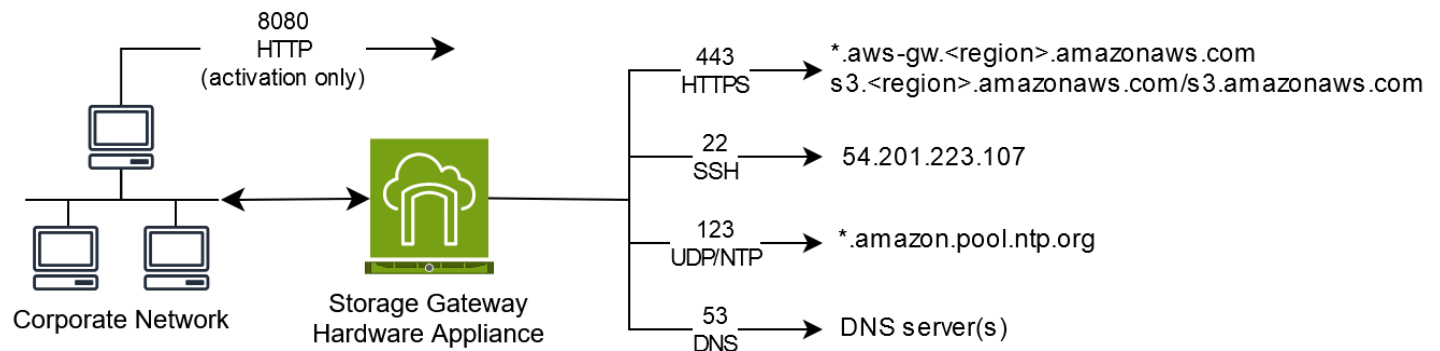 8080
HTTP
(activation only)
443
HTTPS
*.aws-gw.<region>.amazonaws.com
s3.<region>.amazonaws.com/s3.amazonaws.com
22
SSH
54.201.223.107
123
UDP/NTP
*.amazon.pool.ntp.org
53
DNS
DNS server(s)
Corporate Network
Storage Gateway
Hardware Appliance